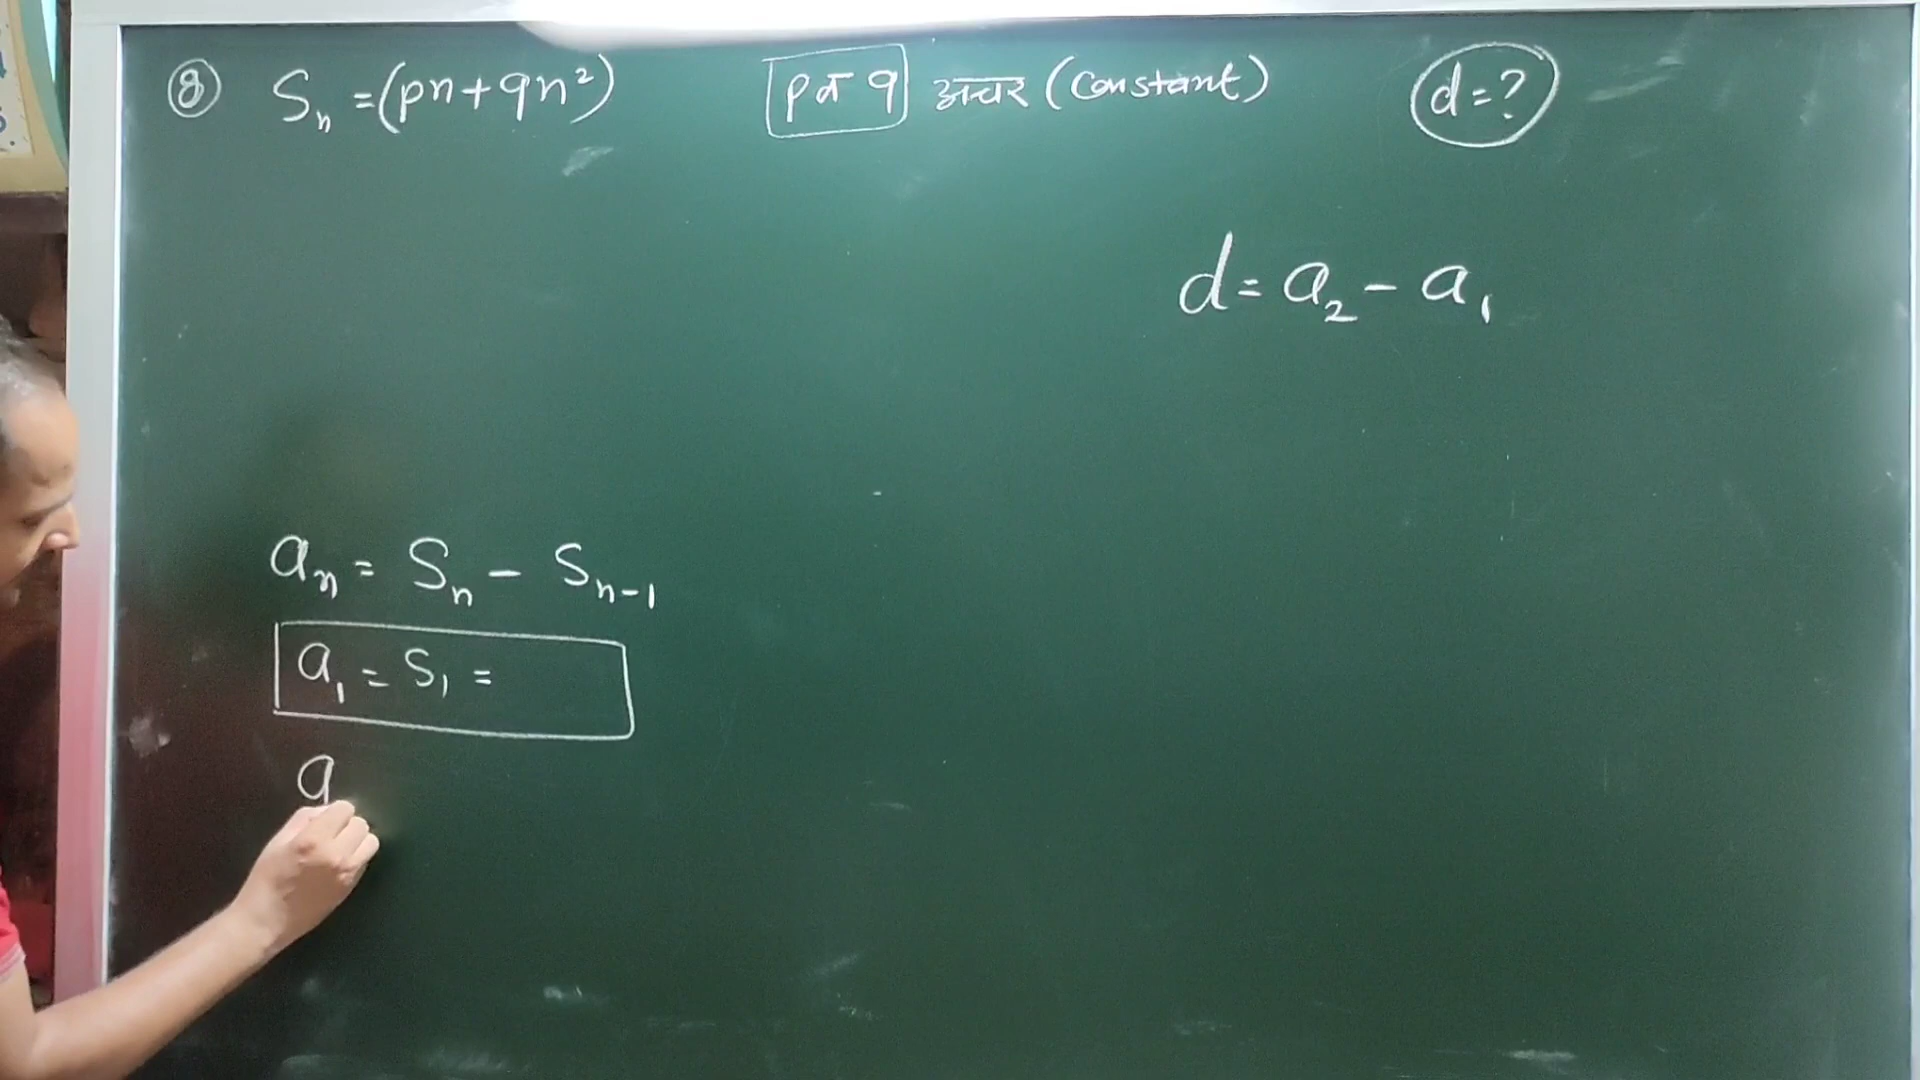 ⑧ Sₙ = (pn + qn²) p व q अचर (Constant) d = ?
d = a₂ - a₁
aₙ = Sₙ - Sₙ₋₁
a₁ = S₁ =
a